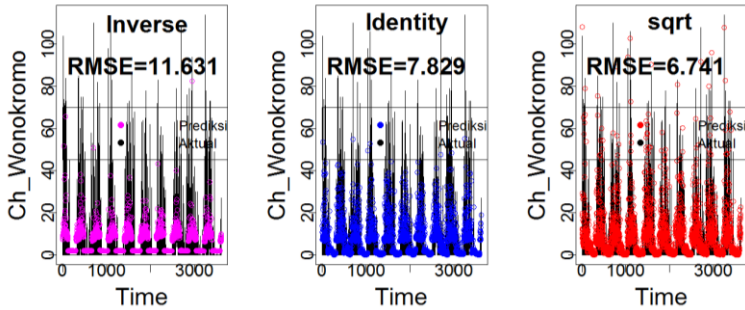 Inverse
RMSE=11.631
Prediksi
Aktual
Ch_Wonokromo
0 20 40 60 80 100
0 1000 3000
Time
Identity
RMSE=7.829
Prediksi
Aktual
Ch_Wonokromo
0 20 40 60 80 100
0 1000 3000
Time
sqrt
RMSE=6.741
Prediksi
Aktual
Ch_Wonokromo
0 20 40 60 80 100
0 1000 3000
Time